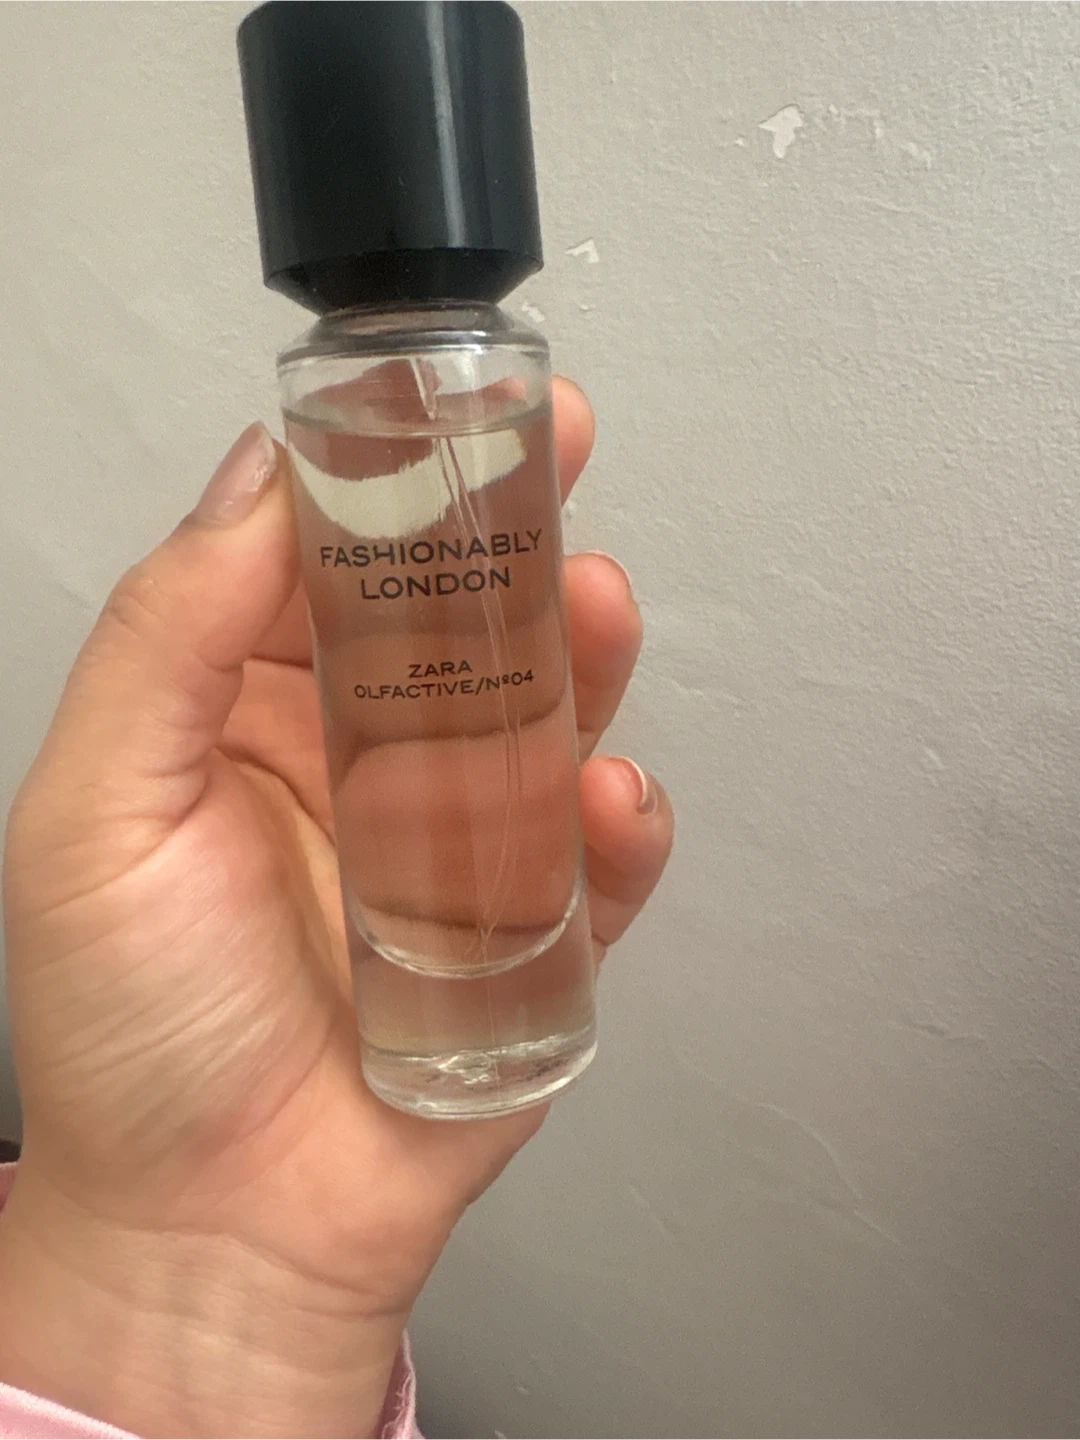 FASHIONABLY
LONDON
ZARA
OLFACTIVE/Nº04